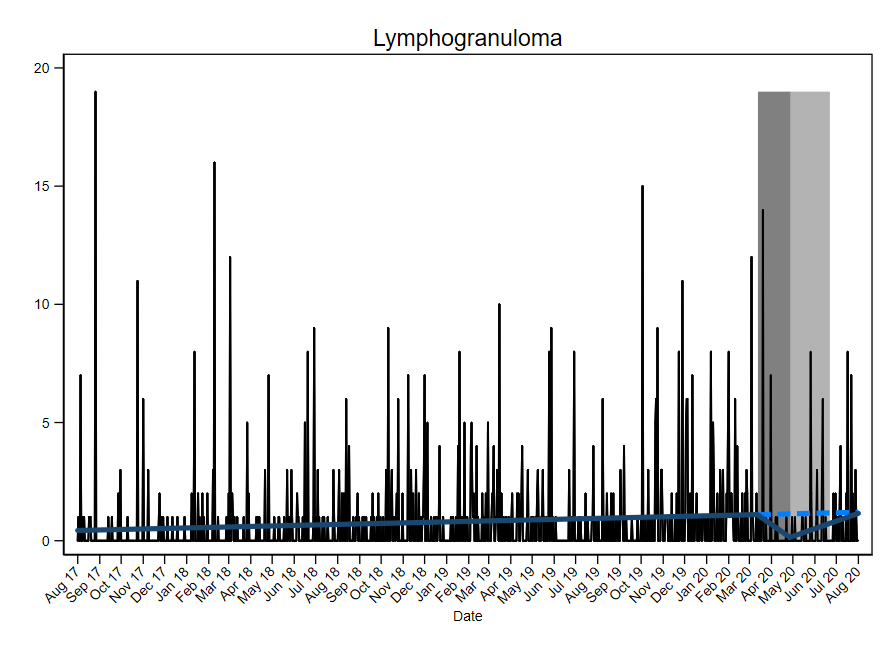 Lymphogranuloma
20
15
10
5
0
Aug 17
Sep 17
Oct 17
Nov 17
Dec 17
Jan 18
Feb 18
Mar 18
Apr 18
May 18
Jun 18
Jul 18
Aug 18
Sep 18
Oct 18
Nov 18
Dec 18
Jan 19
Feb 19
Mar 19
Apr 19
May 19
Jun 19
Jul 19
Aug 19
Sep 19
Oct 19
Nov 19
Dec 19
Jan 20
Feb 20
Mar 20
Apr 20
May 20
Jun 20
Jul 20
Aug 20
Date